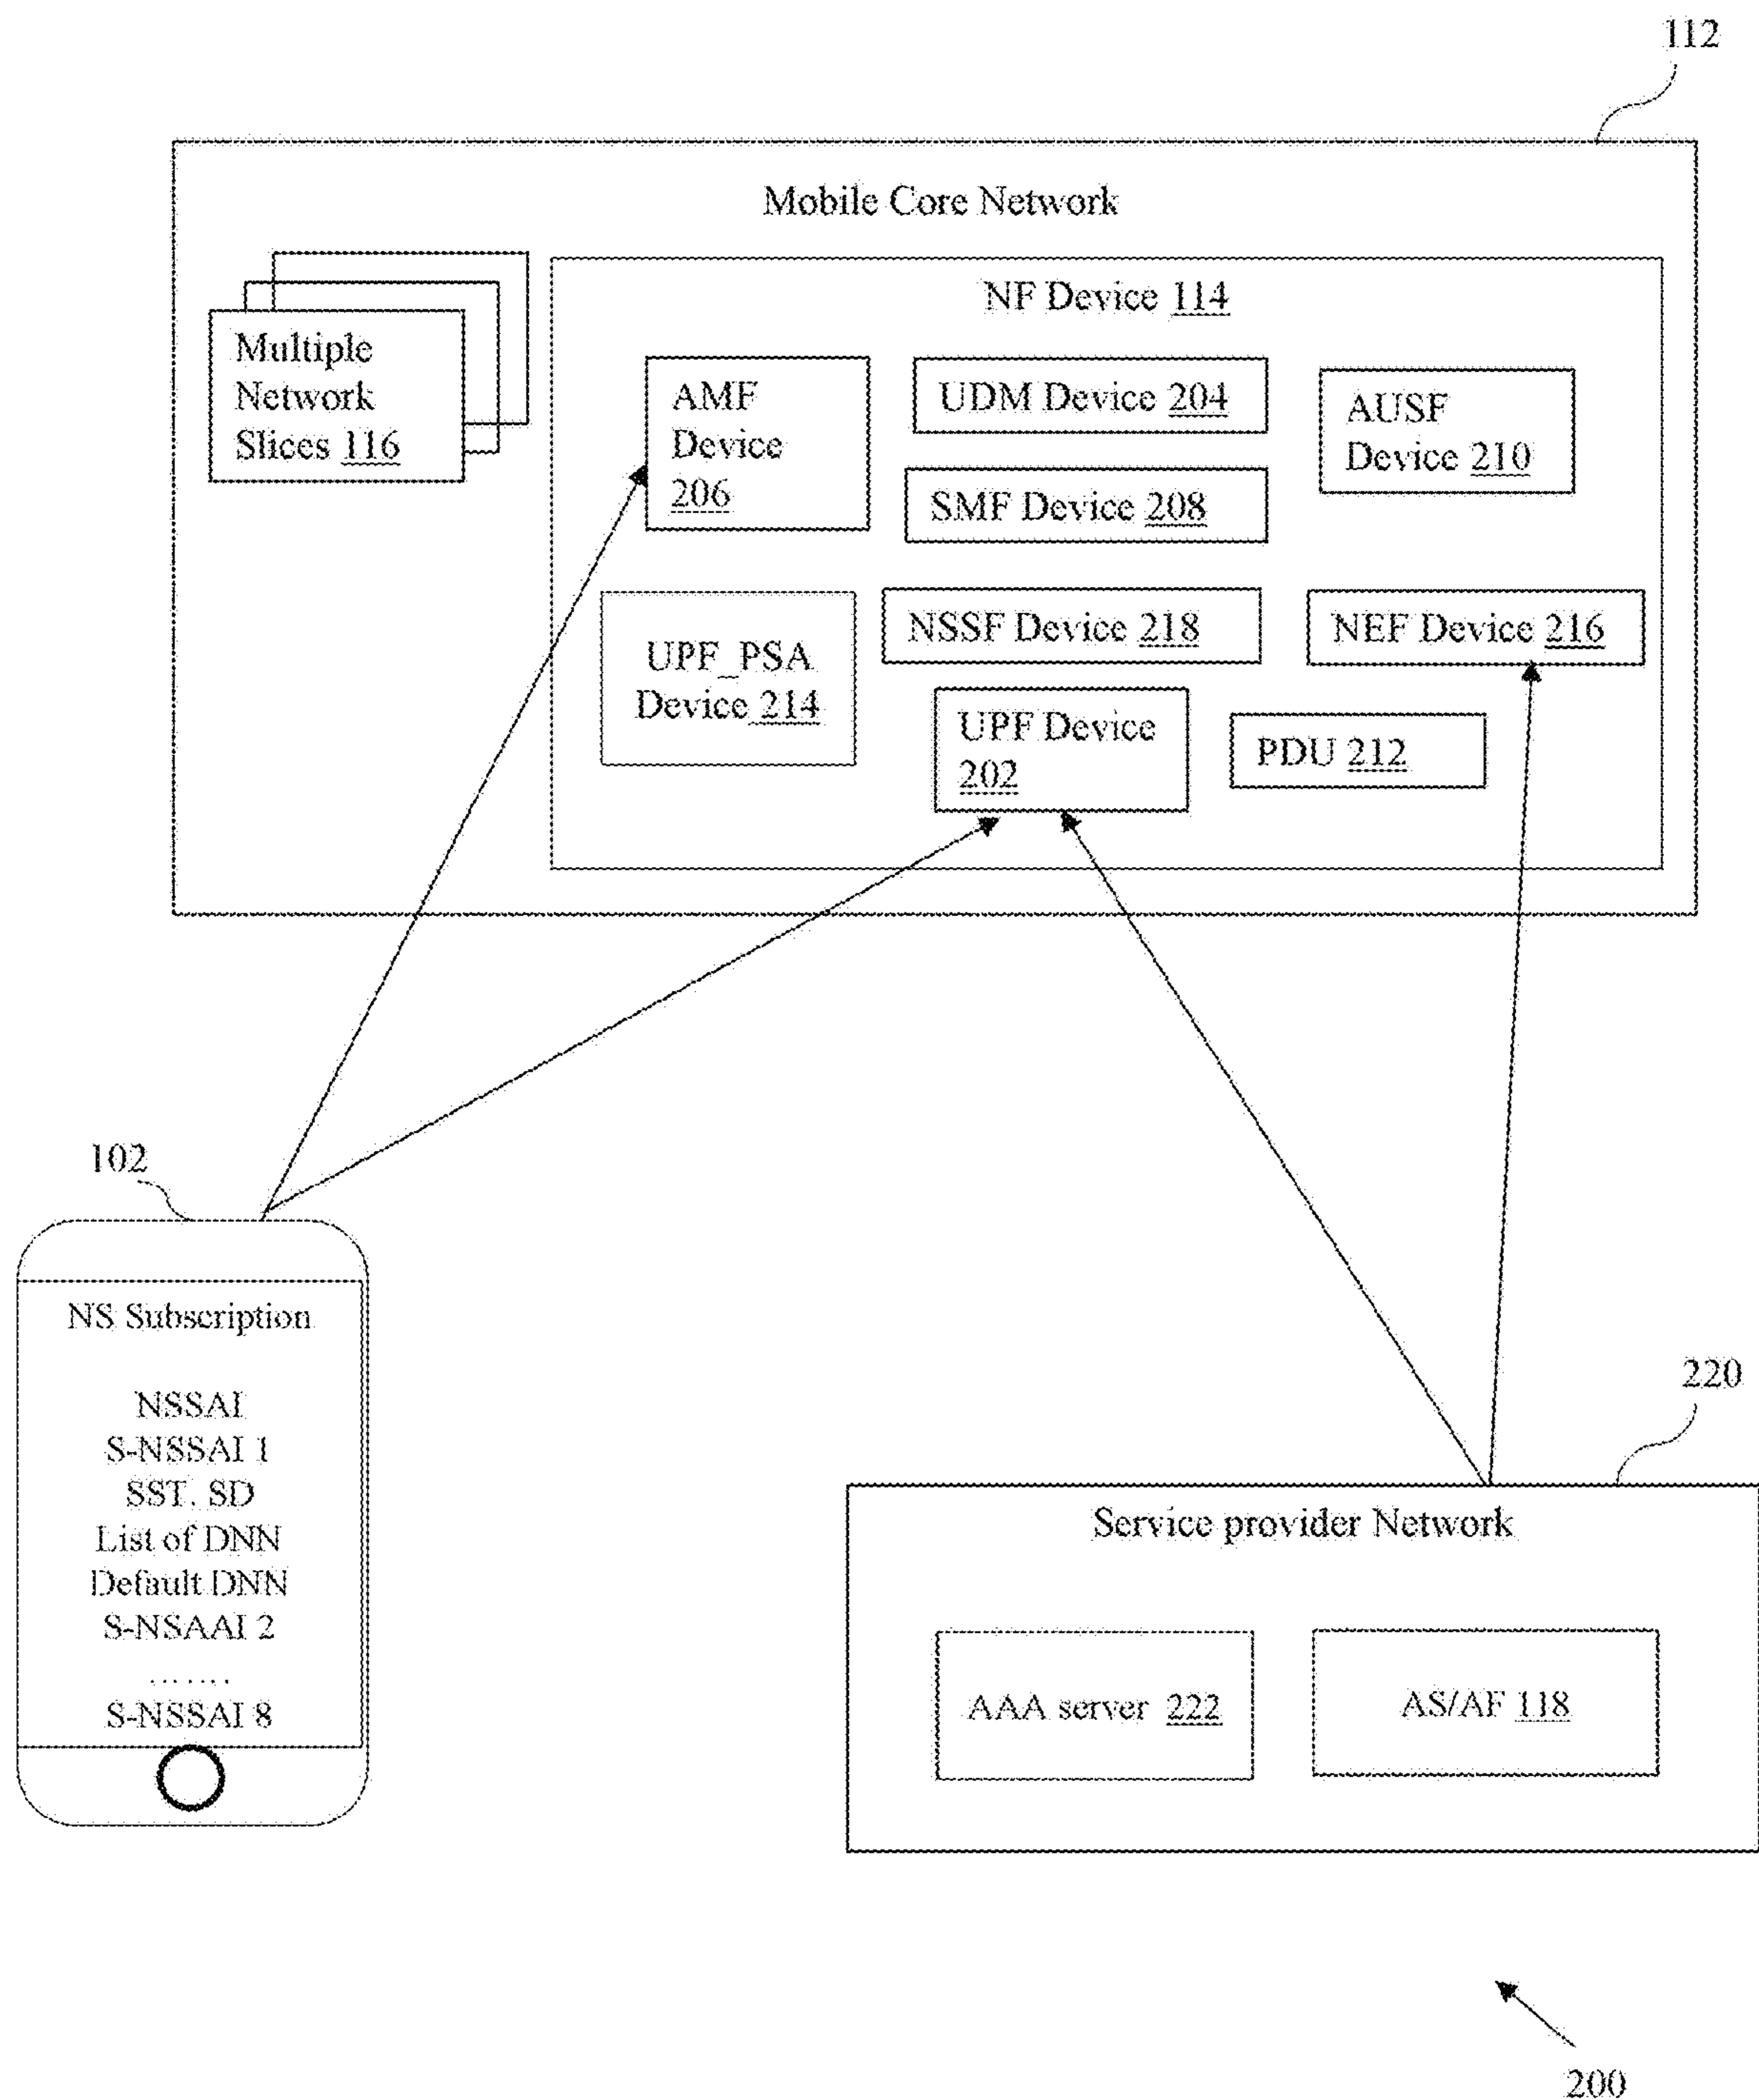 112
Mobile Core Network
NF Device 114
Multiple
Network
Slices 116
AMF
Device
206
UDM Device 204
AUSF
Device 210
SMF Device 208
UPF_PSA
Device 214
NSSF Device 218
NEF Device 216
UPF Device
202
PDU 212
102
NS Subscription
NSSAI
S-NSSAI 1
SST, SD
List of DNN
Default DNN
S-NSAAI 2
.......
S-NSSAI 8
220
Service provider Network
AAA server 222
AS/AF 118
200